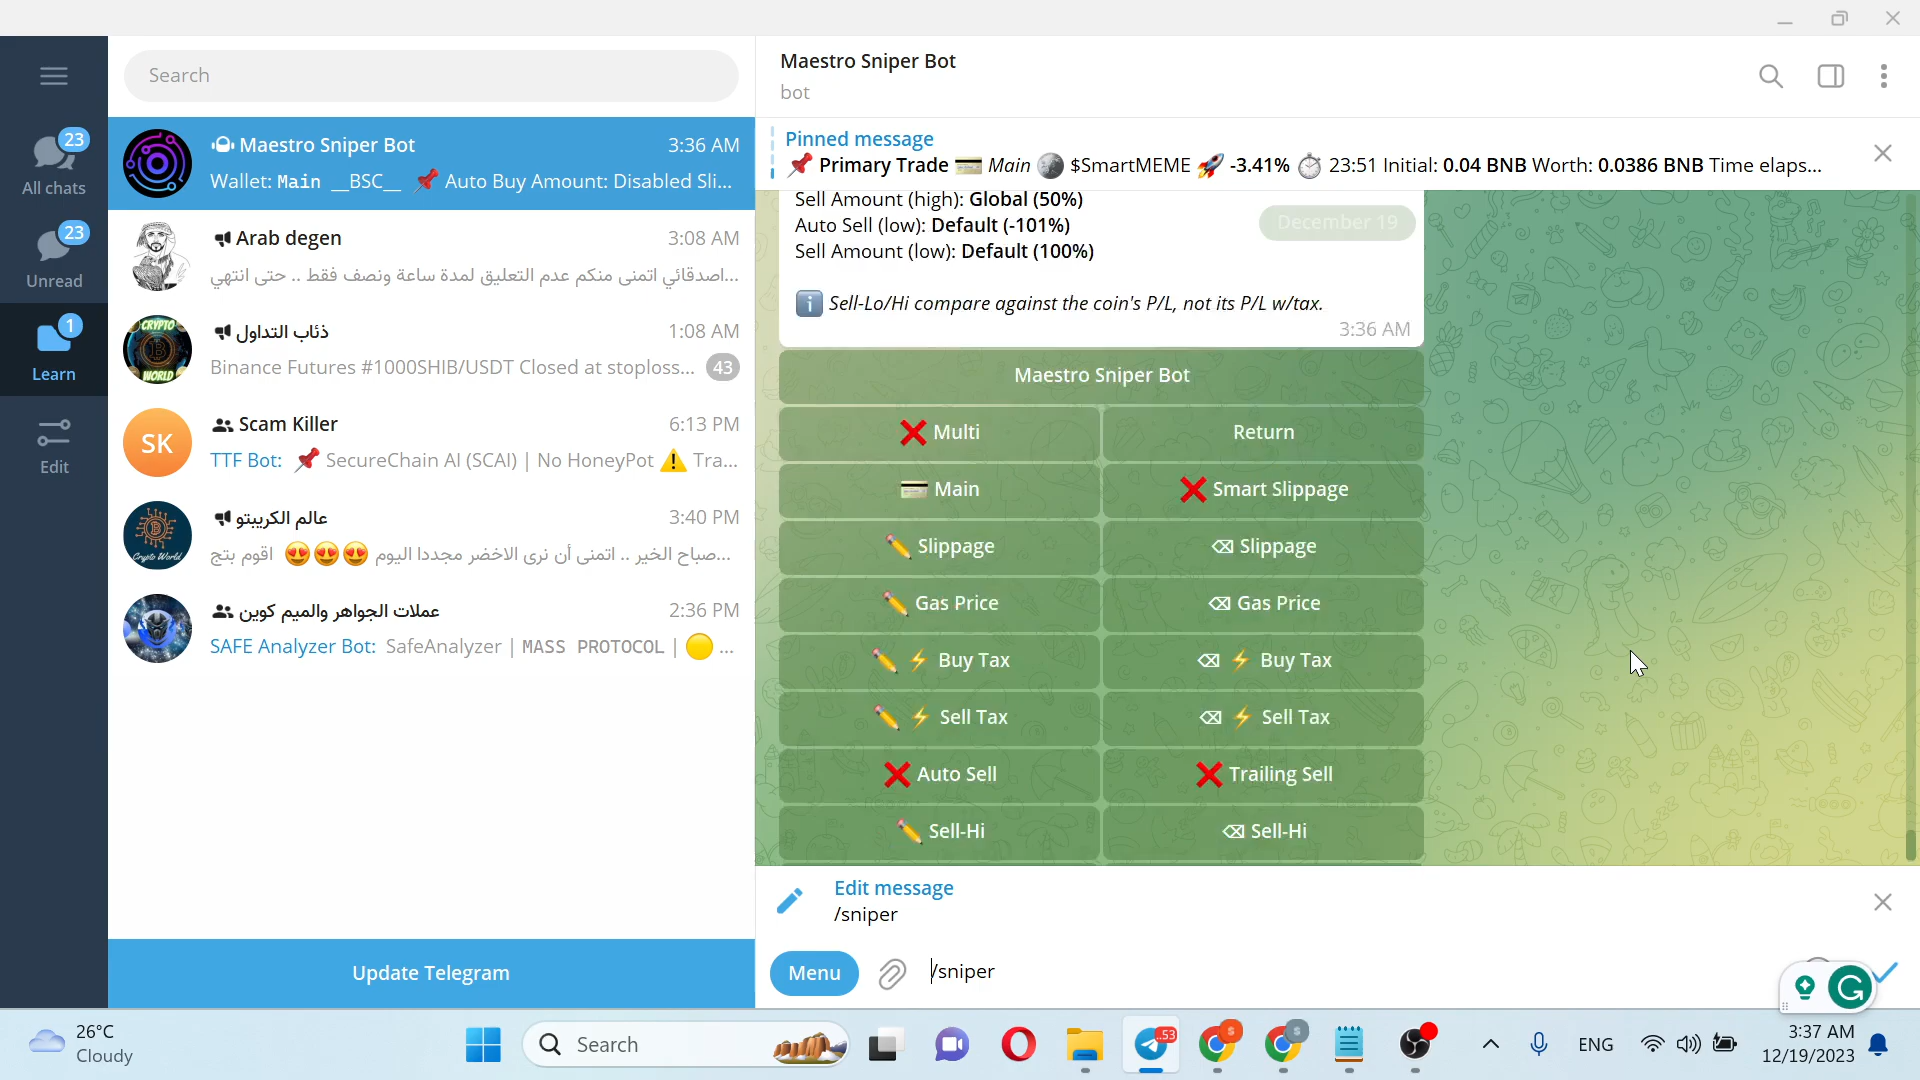 Search
Maestro Sniper Bot
bot
23
All chats
23
Unread
1
Learn
Edit
Maestro Sniper Bot 3:36 AM
Wallet: Main __BSC__ 📌 Auto Buy Amount: Disabled Sli...
Arab degen 3:08 AM
اصدقائي اتمنى منكم عدم التعليق لمدة ساعة ونصف فقط .. حتى انتهي...
ذئاب التداول 1:08 AM
Binance Futures #1000SHIB/USDT Closed at stoploss... 43
CRYPTO
WORLD
SK
Scam Killer 6:13 PM
TTF Bot: 📌 SecureChain AI (SCAI) | No HoneyPot ⚠️ Tra...
عالم الكريبتو 3:40 PM
صباح الخير .. اتمنى أن نرى الاخضر مجددا اليوم 😍😍😍 اقوم بتج...
Crypto World
عملات الجواهر والميم كوين 2:36 PM
SAFE Analyzer Bot: SafeAnalyzer | MASS PROTOCOL | 🟡 ...
Update Telegram
Pinned message
📌 Primary Trade 💳 Main 🌚 $SmartMEME 🚀 -3.41% ⏱ 23:51 Initial: 0.04 BNB Worth: 0.0386 BNB Time elaps...
Sell Amount (high): Global (50%)
December 19
Auto Sell (low): Default (-101%)
Sell Amount (low): Default (100%)
ℹ️ Sell-Lo/Hi compare against the coin's P/L, not its P/L w/tax.
3:36 AM
Maestro Sniper Bot
❌ Multi Return
💳 Main ❌ Smart Slippage
✏️ Slippage ⌫ Slippage
✏️ Gas Price ⌫ Gas Price
✏️ ⚡ Buy Tax ⌫ ⚡ Buy Tax
✏️ ⚡ Sell Tax ⌫ ⚡ Sell Tax
❌ Auto Sell ❌ Trailing Sell
✏️ Sell-Hi ⌫ Sell-Hi
Edit message
/sniper
Menu
/sniper
26°C
Cloudy
Search
53
ENG
3:37 AM
12/19/2023